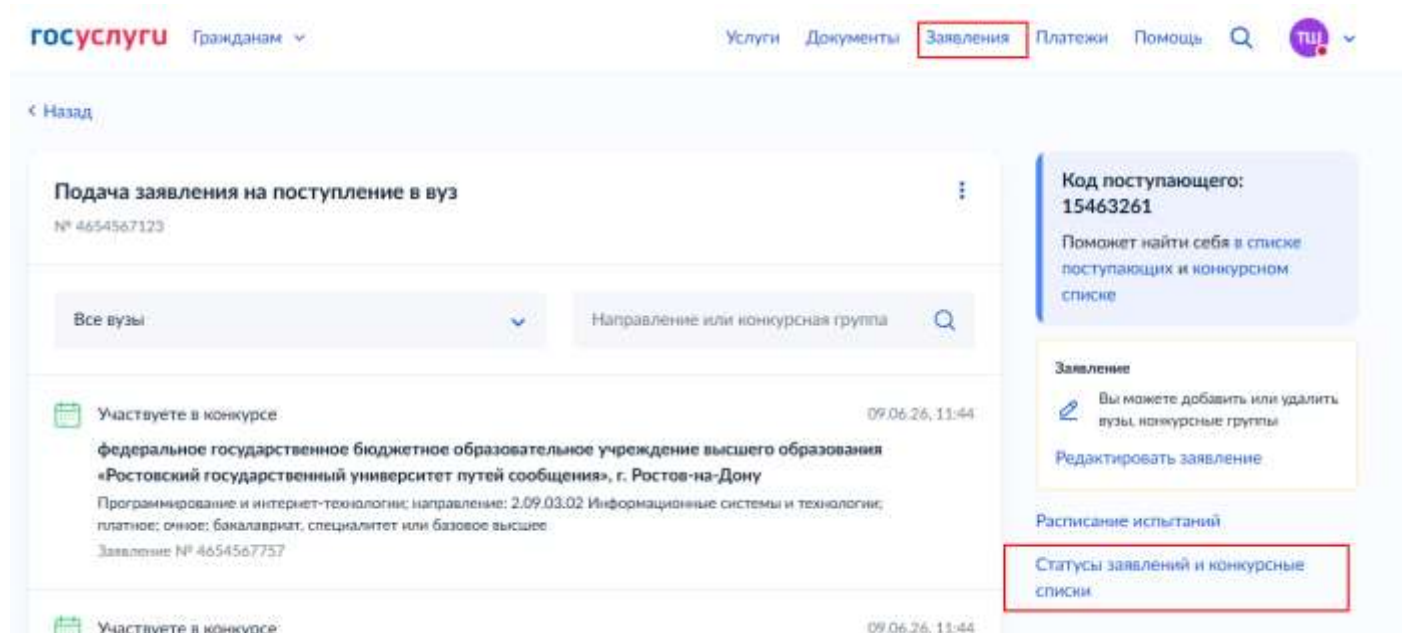 госуслуги Гражданам Услуги Документы Заявления Платежи Помощь ТЩ
Назад
Подача заявления на поступление в вуз
№ 4654567123
Все вузы Направление или конкурсная группа
Участвуете в конкурсе 09.06.26, 11:44
федеральное государственное бюджетное образовательное учреждение высшего образования
«Ростовский государственный университет путей сообщения», г. Ростов-на-Дону
Программирование и интернет-технологии; направление: 2.09.03.02 Информационные системы и технологии;
платное; очное; бакалавриат, специалитет или базовое высшее
Заявление № 4654567757
Участвуете в конкурсе 09.06.26, 11:44
Код поступающего:
15463261
Поможет найти себя в списке
поступающих и конкурсном
списке
Заявление
Вы можете добавить или удалить
вузы, конкурсные группы
Редактировать заявление
Расписание испытаний
Статусы заявлений и конкурсные
списки